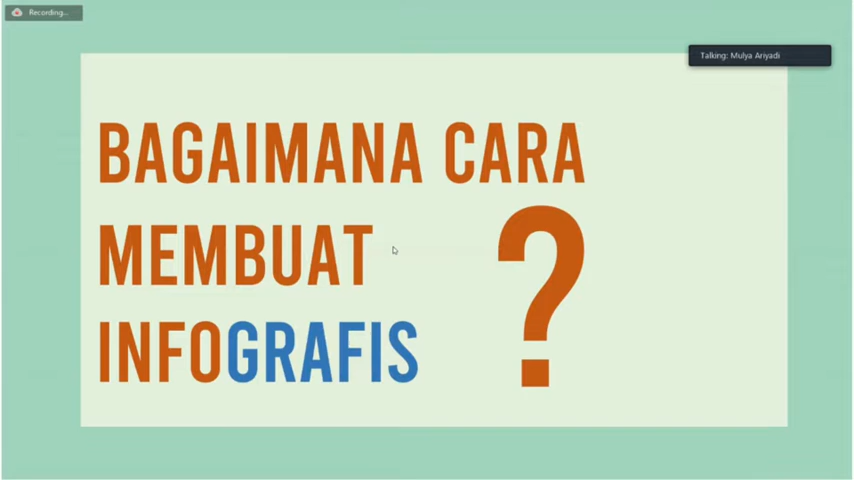 Recording...
Talking: Mulya Ariyadi
BAGAIMANA CARA
MEMBUAT
INFOGRAFIS
?